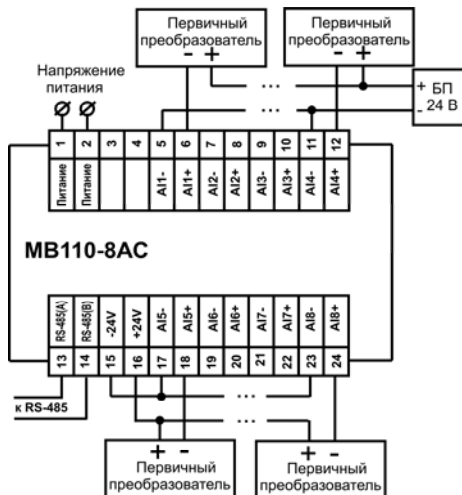 Первичный
преобразователь
- +
Первичный
преобразователь
- +
Напряжение
питания
...
...
+ БП
- 24 В
1 2 3 4 5 6 7 8 9 10 11 12
Питание Питание AI1- AI1+ AI2- AI2+ AI3- AI3+ AI4- AI4+
МВ110-8АС
RS-485(A) RS-485(B) -24V +24V AI5- AI5+ AI6- AI6+ AI7- AI7+ AI8- AI8+
13 14 15 16 17 18 19 20 21 22 23 24
к RS-485
...
...
+ -
Первичный
преобразователь
+ -
Первичный
преобразователь